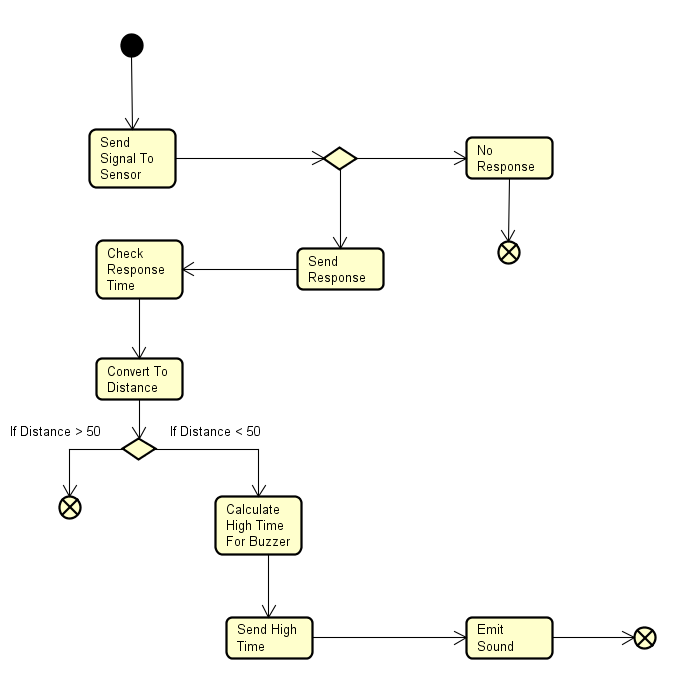 Send
Signal To
Sensor
No
Response
Send
Response
Check
Response
Time
Convert To
Distance
If Distance > 50
If Distance < 50
Calculate
High Time
For Buzzer
Send High
Time
Emit
Sound